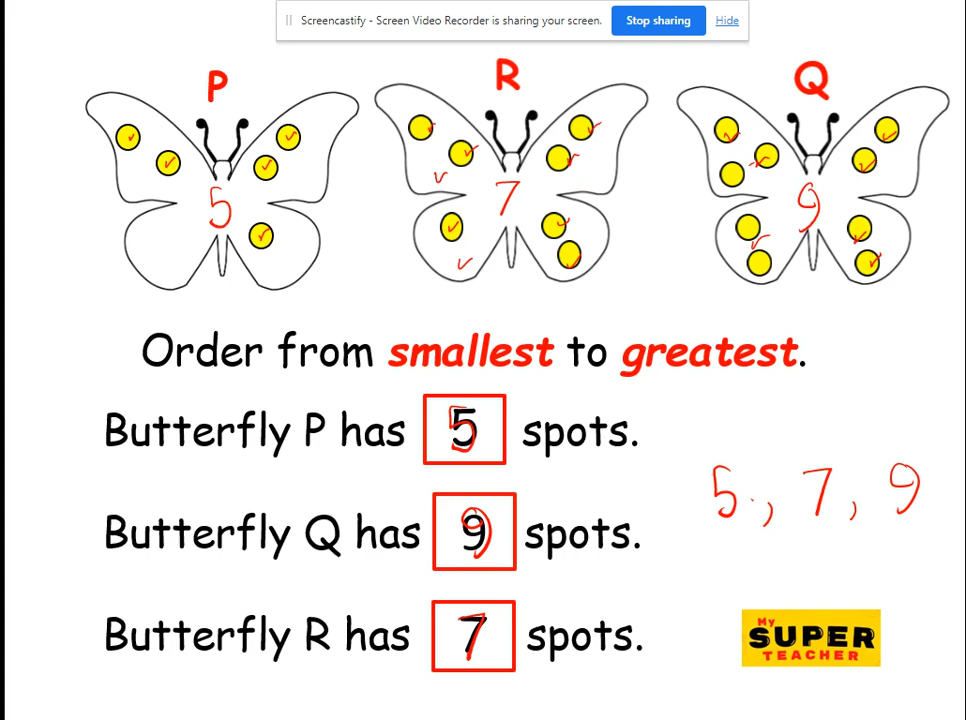 Screencastify - Screen Video Recorder is sharing your screen. Stop sharing Hide
P R Q
5 7 9
Order from smallest to greatest.
Butterfly P has 5 spots.
5, 7, 9
Butterfly Q has 9 spots.
Butterfly R has 7 spots.
My
SUPER
TEACHER